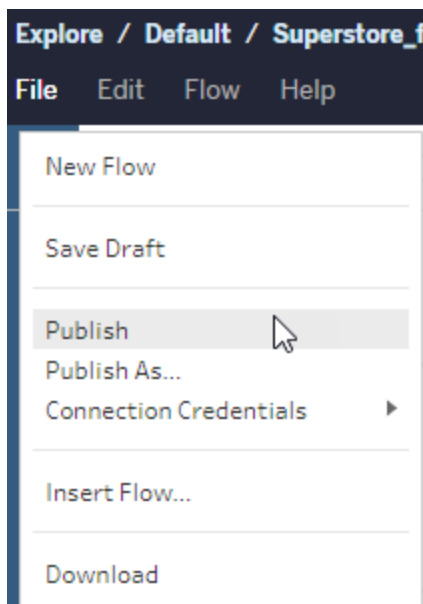 Explore / Default / Superstore_f
File Edit Flow Help
New Flow
Save Draft
Publish
Publish As...
Connection Credentials
Insert Flow...
Download